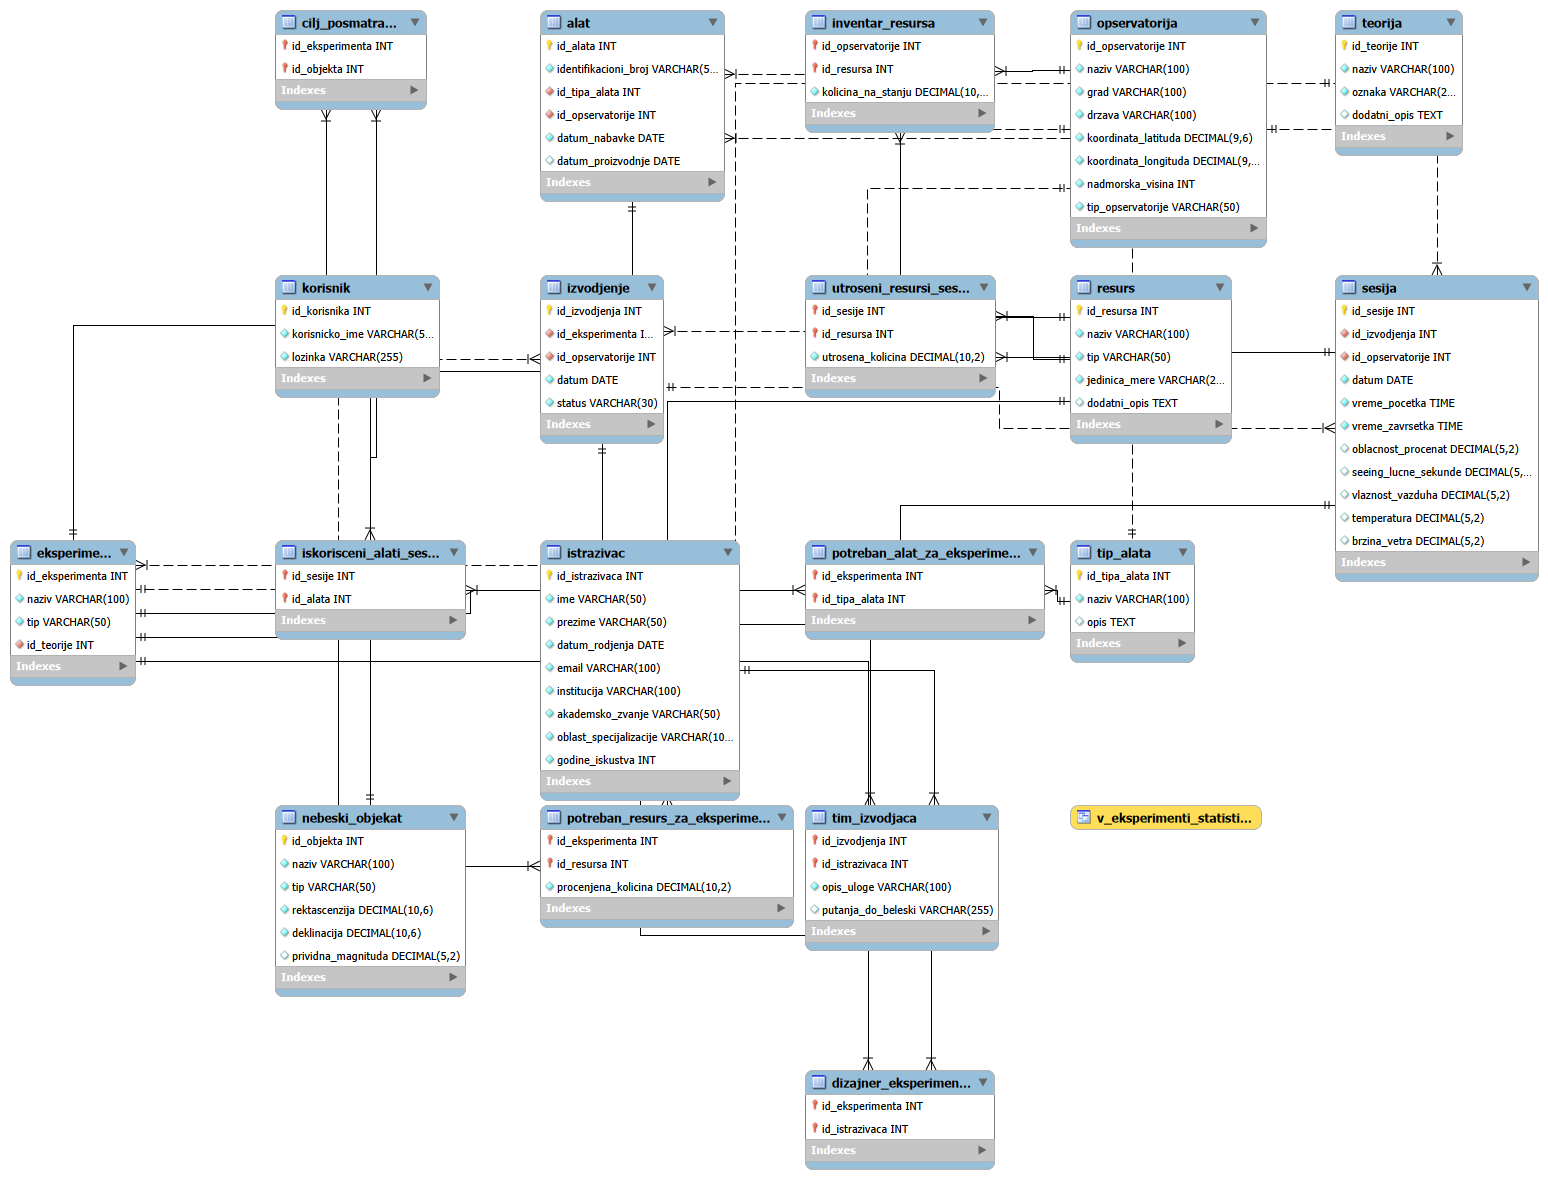 cilj_posmatra...
id_eksperimenta INT
id_objekta INT
Indexes
alat
id_alata INT
identifikacioni_broj VARCHAR(5...
id_tipa_alata INT
id_opservatorije INT
datum_nabavke DATE
datum_proizvodnje DATE
Indexes
inventar_resursa
id_opservatorije INT
id_resursa INT
kolicina_na_stanju DECIMAL(10,...
Indexes
opservatorija
id_opservatorije INT
naziv VARCHAR(100)
grad VARCHAR(100)
drzava VARCHAR(100)
koordinata_latituda DECIMAL(9,6)
koordinata_longituda DECIMAL(9,...
nadmorska_visina INT
tip_opservatorije VARCHAR(50)
Indexes
teorija
id_teorije INT
naziv VARCHAR(100)
oznaka VARCHAR(2...
dodatni_opis TEXT
Indexes
korisnik
id_korisnika INT
korisnicko_ime VARCHAR(5...
lozinka VARCHAR(255)
Indexes
izvodjenje
id_izvodjenja INT
id_eksperimenta I...
id_opservatorije INT
datum DATE
status VARCHAR(30)
Indexes
utroseni_resursi_ses...
id_sesije INT
id_resursa INT
utrosena_kolicina DECIMAL(10,2)
Indexes
resurs
id_resursa INT
naziv VARCHAR(100)
tip VARCHAR(50)
jedinica_mere VARCHAR(2...
dodatni_opis TEXT
Indexes
sesija
id_sesije INT
id_izvodjenja INT
id_opservatorije INT
datum DATE
vreme_pocetka TIME
vreme_zavrsetka TIME
oblacnost_procenat DECIMAL(5,2)
seeing_lucne_sekunde DECIMAL(5,...
vlaznost_vazduha DECIMAL(5,2)
temperatura DECIMAL(5,2)
brzina_vetra DECIMAL(5,2)
Indexes
eksperime...
id_eksperimenta INT
naziv VARCHAR(100)
tip VARCHAR(50)
id_teorije INT
Indexes
iskorisceni_alati_ses...
id_sesije INT
id_alata INT
Indexes
istrazivac
id_istrazivaca INT
ime VARCHAR(50)
prezime VARCHAR(50)
datum_rodjenja DATE
email VARCHAR(100)
institucija VARCHAR(100)
akademsko_zvanje VARCHAR(50)
oblast_specijalizacije VARCHAR(10...
godine_iskustva INT
Indexes
potreban_alat_za_eksperime...
id_eksperimenta INT
id_tipa_alata INT
Indexes
tip_alata
id_tipa_alata INT
naziv VARCHAR(100)
opis TEXT
Indexes
nebeski_objekat
id_objekta INT
naziv VARCHAR(100)
tip VARCHAR(50)
rektascenzija DECIMAL(10,6)
deklinacija DECIMAL(10,6)
prividna_magnituda DECIMAL(5,2)
Indexes
potreban_resurs_za_eksperime...
id_eksperimenta INT
id_resursa INT
procenjena_kolicina DECIMAL(10,2)
Indexes
tim_izvodjaca
id_izvodjenja INT
id_istrazivaca INT
opis_uloge VARCHAR(100)
putanja_do_beleski VARCHAR(255)
Indexes
v_eksperimenti_statisti...
dizajner_eksperimen...
id_eksperimenta INT
id_istrazivaca INT
Indexes